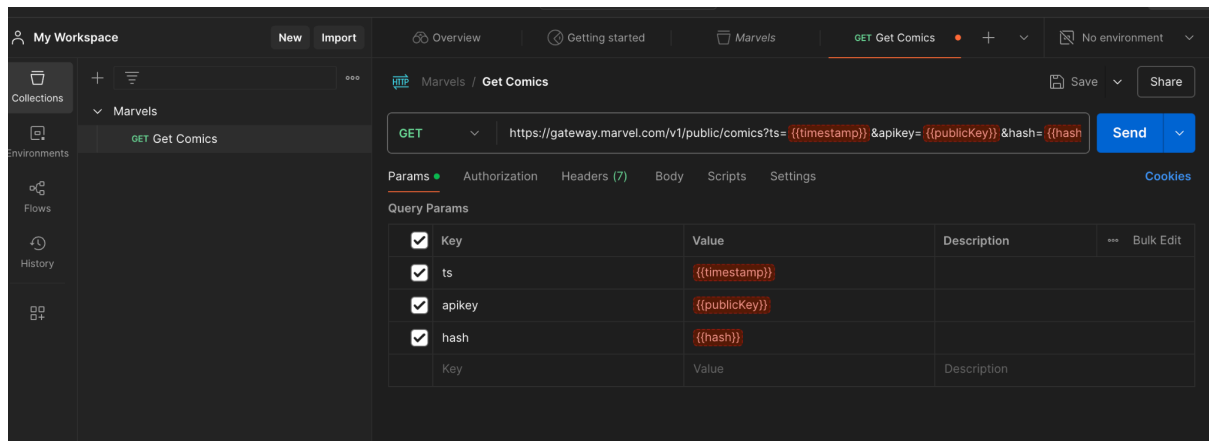 My Workspace
New
Import
Overview
Getting started
Marvels
GET Get Comics
No environment
Collections
Environments
Flows
History
Marvels
GET Get Comics
HTTP
Marvels / Get Comics
Save
Share
GET
https://gateway.marvel.com/v1/public/comics?ts= {{timestamp}} &apikey= {{publicKey}} &hash= {{hash
Send
Params
Authorization
Headers (7)
Body
Scripts
Settings
Cookies
Query Params
Key Value Description Bulk Edit
ts {{timestamp}}
apikey {{publicKey}}
hash {{hash}}
Key Value Description